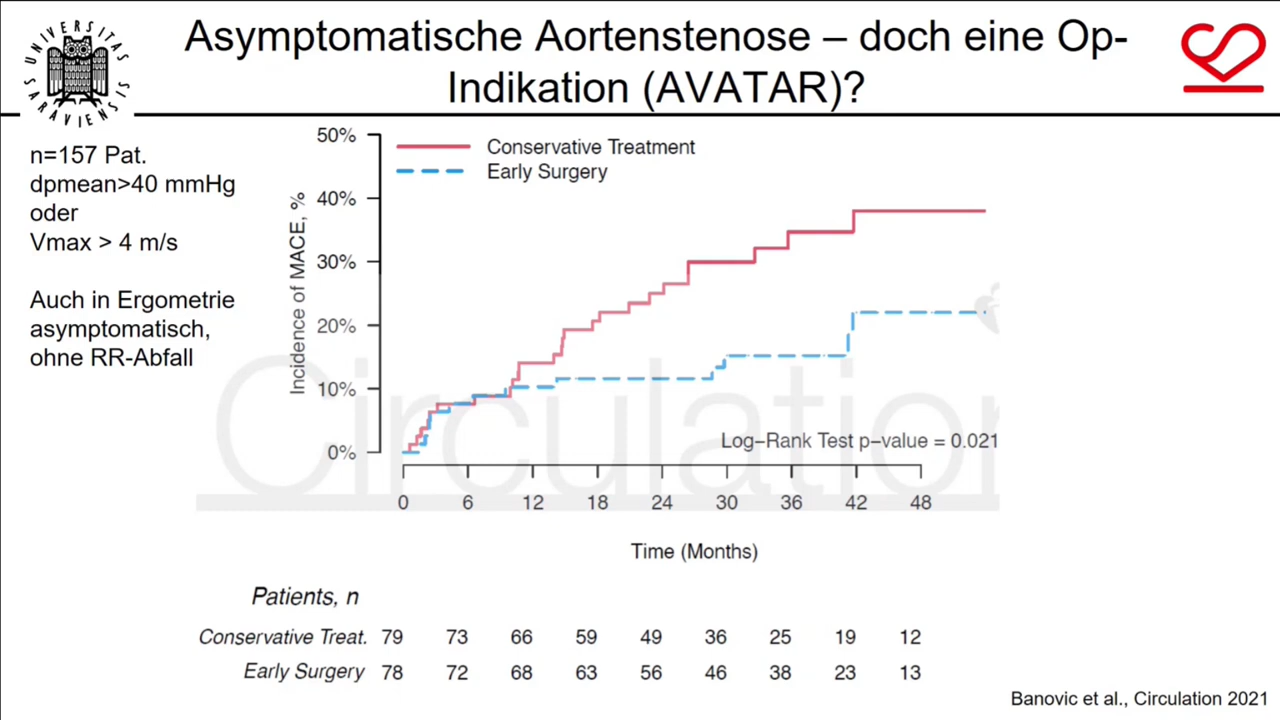 Asymptomatische Aortenstenose – doch eine Op-
Indikation (AVATAR)?
UNIVERSITAS
SARAVIENSIS
n=157 Pat.
dpmean>40 mmHg
oder
Vmax > 4 m/s
Auch in Ergometrie
asymptomatisch,
ohne RR-Abfall
Conservative Treatment
Early Surgery
Incidence of MACE, %
50%
40%
30%
20%
10%
0%
Circulation
Log–Rank Test p–value = 0.021
0 6 12 18 24 30 36 42 48
Time (Months)
Patients, n
Conservative Treat. 79 73 66 59 49 36 25 19 12
Early Surgery 78 72 68 63 56 46 38 23 13
Banovic et al., Circulation 2021